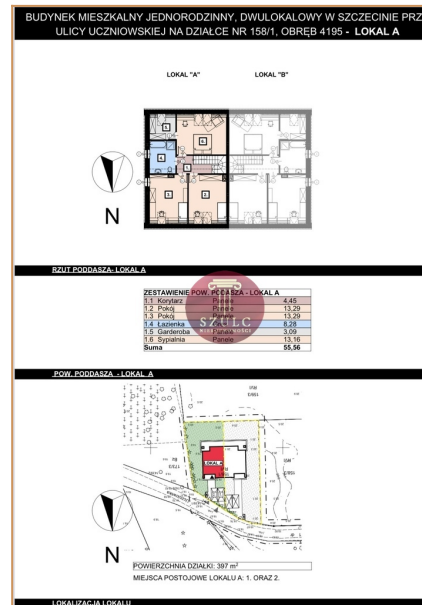 BUDYNEK MIESZKALNY JEDNORODZINNY, DWULOKALOWY W SZCZECINIE PRZ
ULICY UCZNIOWSKIEJ NA DZIAŁCE NR 158/1, OBRĘB 4195 - LOKAL A
LOKAL "A" LOKAL "B"
N
RZUT PODDASZA- LOKAL A
ZESTAWIENIE POW. PODDASZA - LOKAL A
1.1 Korytarz Panele 4,45
1.2 Pokój Panele 13,29
1.3 Pokój Panele 13,29
1.4 Łazienka 8,28
1.5 Garderoba Panele 3,09
1.6 Sypialnia Panele 13,16
Suma 55,56
SZULC
POW. PODDASZA - LOKAL A
LOKAL A
N
POWIERZCHNIA DZIAŁKI: 397 m²
MIEJSCA POSTOJOWE LOKALU A: 1. ORAZ 2.
LOKALIZACJA LOKALU